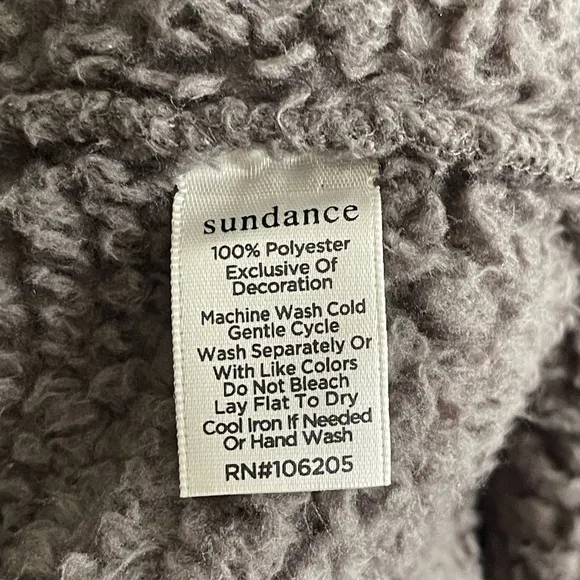 sundance
100% Polyester
Exclusive Of
Decoration
Machine Wash Cold
Gentle Cycle
Wash Separately Or
With Like Colors
Do Not Bleach
Lay Flat To Dry
Cool Iron If Needed
Or Hand Wash
RN#106205